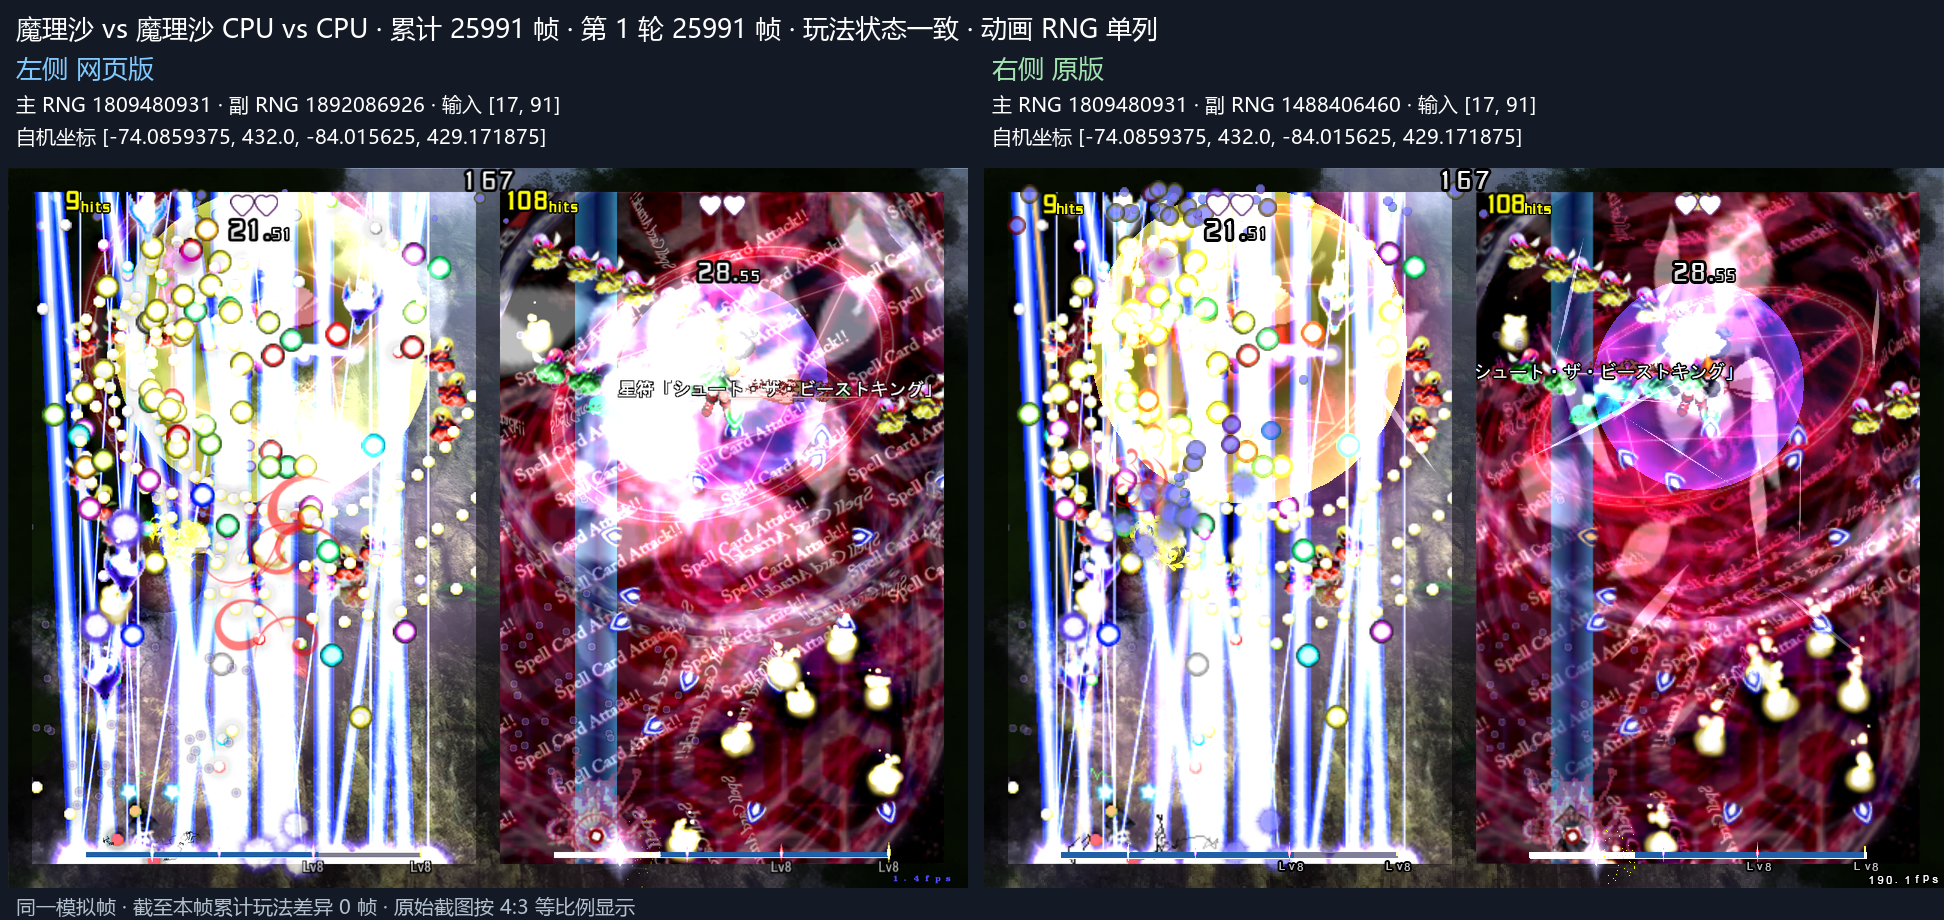 魔理沙 vs 魔理沙 CPU vs CPU · 累计 25991 帧 · 第 1 轮 25991 帧 · 玩法状态一致 · 动画 RNG 单列
左侧 网页版
主 RNG 1809480931 · 副 RNG 1892086926 · 输入 [17, 91]
自机坐标 [-74.0859375, 432.0, -84.015625, 429.171875]
右侧 原版
主 RNG 1809480931 · 副 RNG 1488406460 · 输入 [17, 91]
自机坐标 [-74.0859375, 432.0, -84.015625, 429.171875]
167
9hits
21.51
108hits
28.55
Spell Card Attack!!
星符「シュート・ザ・ビーストキング」
Lv8
Lv8
Lv8
Lv8
1.4fps
167
9hits
21.51
108hits
28.55
シュート・ザ・ビーストキング」
Spell Card Attack!!
Lv8
Lv8
Lv8
Lv8
190.1fps
同一模拟帧 · 截至本帧累计玩法差异 0 帧 · 原始截图按 4:3 等比例显示